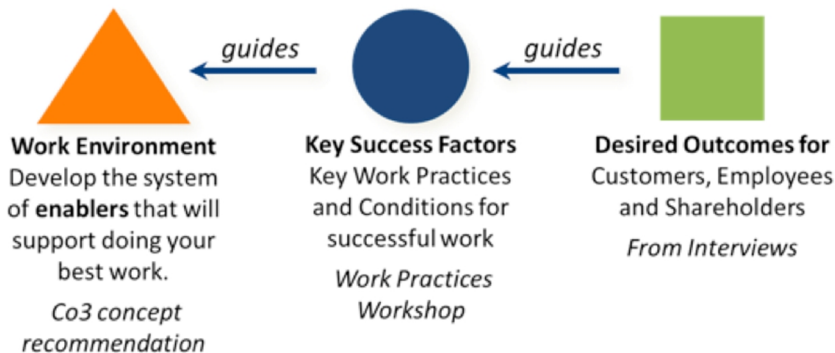 guides
guides
Work Environment
Develop the system
of enablers that will
support doing your
best work.
Co3 concept
recommendation
Key Success Factors
Key Work Practices
and Conditions for
successful work
Work Practices
Workshop
Desired Outcomes for
Customers, Employees
and Shareholders
From Interviews